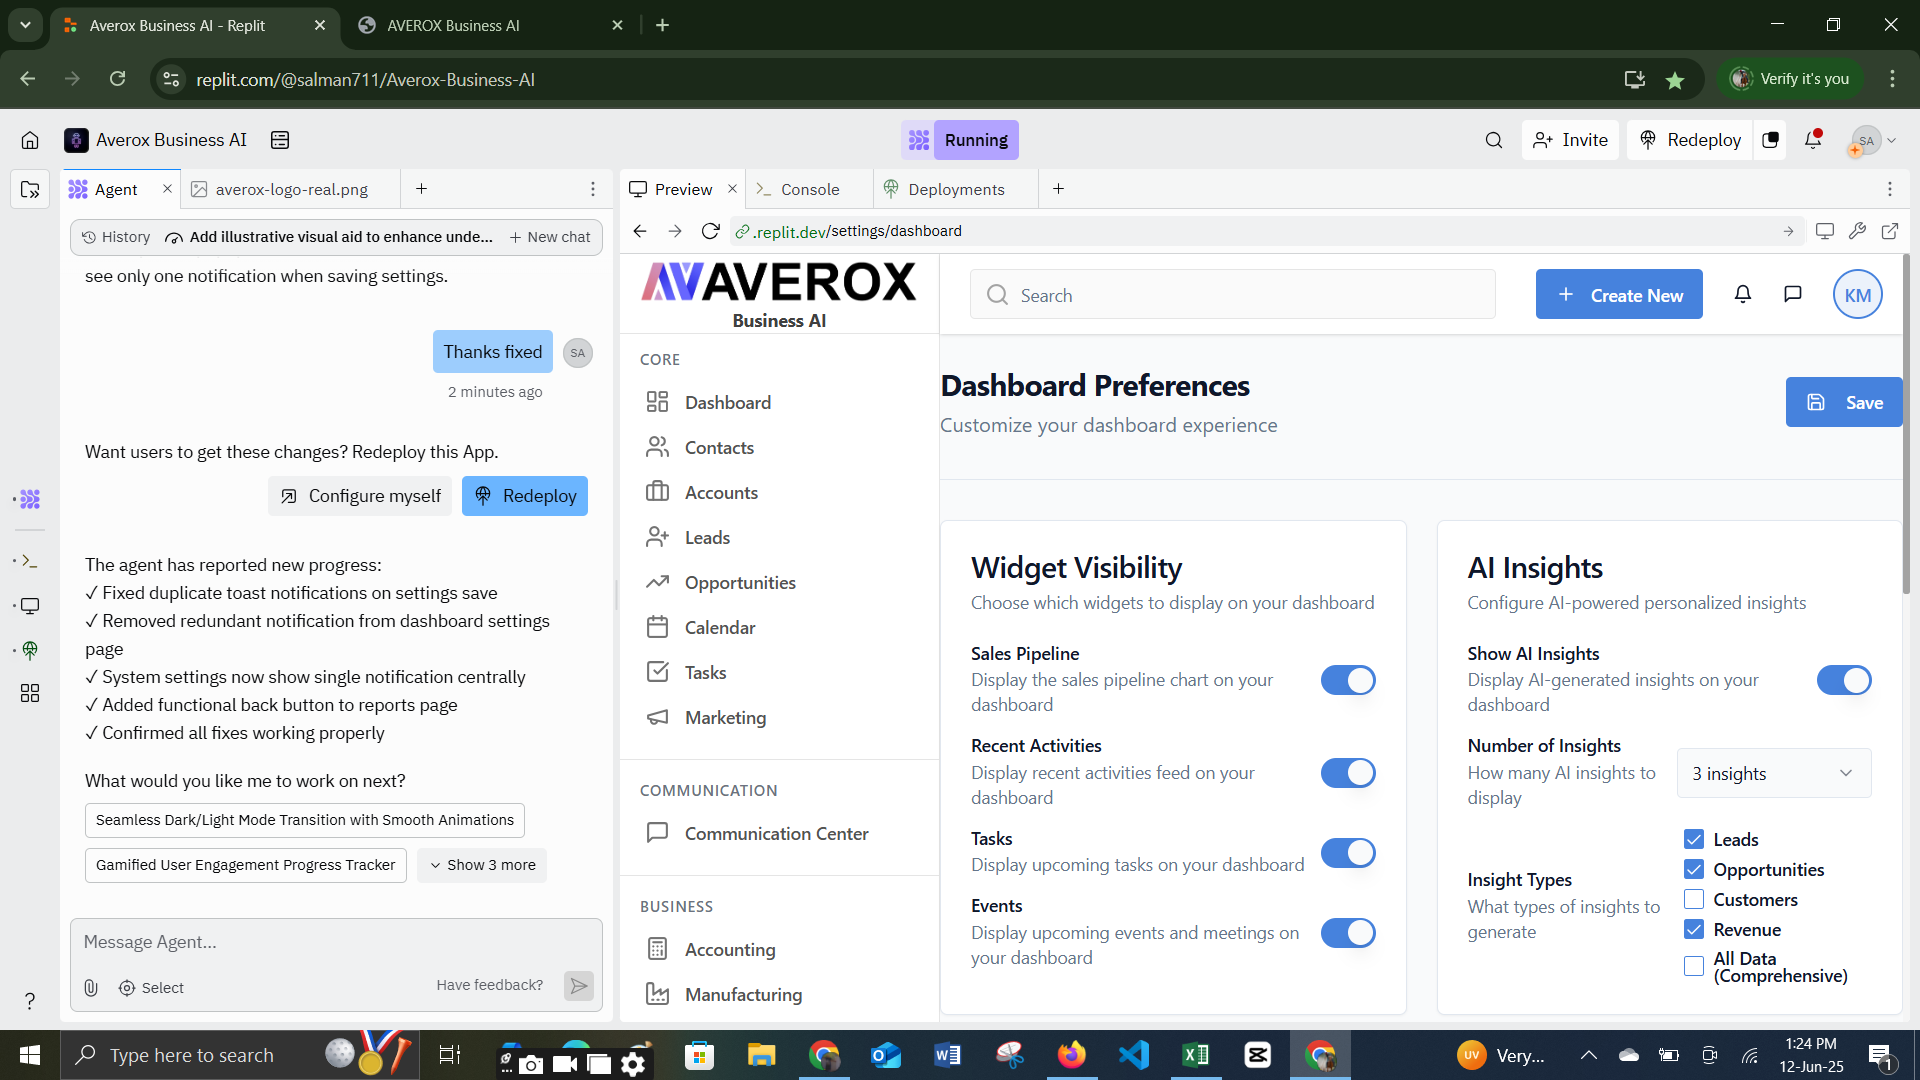 Averox Business AI - Replit
AVEROX Business AI
replit.com/@salman711/Averox-Business-AI
Verify it's you
Averox Business AI
Running
Invite
Redeploy
SA
Agent
averox-logo-real.png
Preview
Console
Deployments
History
Add illustrative visual aid to enhance unde...
New chat
.replit.dev/settings/dashboard
see only one notification when saving settings.
Thanks fixed
SA
2 minutes ago
Want users to get these changes? Redeploy this App.
Configure myself
Redeploy
The agent has reported new progress:
✓ Fixed duplicate toast notifications on settings save
✓ Removed redundant notification from dashboard settings
page
✓ System settings now show single notification centrally
✓ Added functional back button to reports page
✓ Confirmed all fixes working properly
What would you like me to work on next?
Seamless Dark/Light Mode Transition with Smooth Animations
Gamified User Engagement Progress Tracker
Show 3 more
Message Agent...
Select
Have feedback?
AVEROX
Business AI
CORE
Dashboard
Contacts
Accounts
Leads
Opportunities
Calendar
Tasks
Marketing
COMMUNICATION
Communication Center
BUSINESS
Accounting
Manufacturing
Search
Create New
KM
Dashboard Preferences
Customize your dashboard experience
Save
Widget Visibility
Choose which widgets to display on your dashboard
Sales Pipeline
Display the sales pipeline chart on your
dashboard
Recent Activities
Display recent activities feed on your
dashboard
Tasks
Display upcoming tasks on your dashboard
Events
Display upcoming events and meetings on
your dashboard
AI Insights
Configure AI-powered personalized insights
Show AI Insights
Display AI-generated insights on your
dashboard
Number of Insights
How many AI insights to
display
3 insights
Insight Types
What types of insights to
generate
Leads
Opportunities
Customers
Revenue
All Data
(Comprehensive)
Type here to search
UV
Very...
1:24 PM
12-Jun-25
1